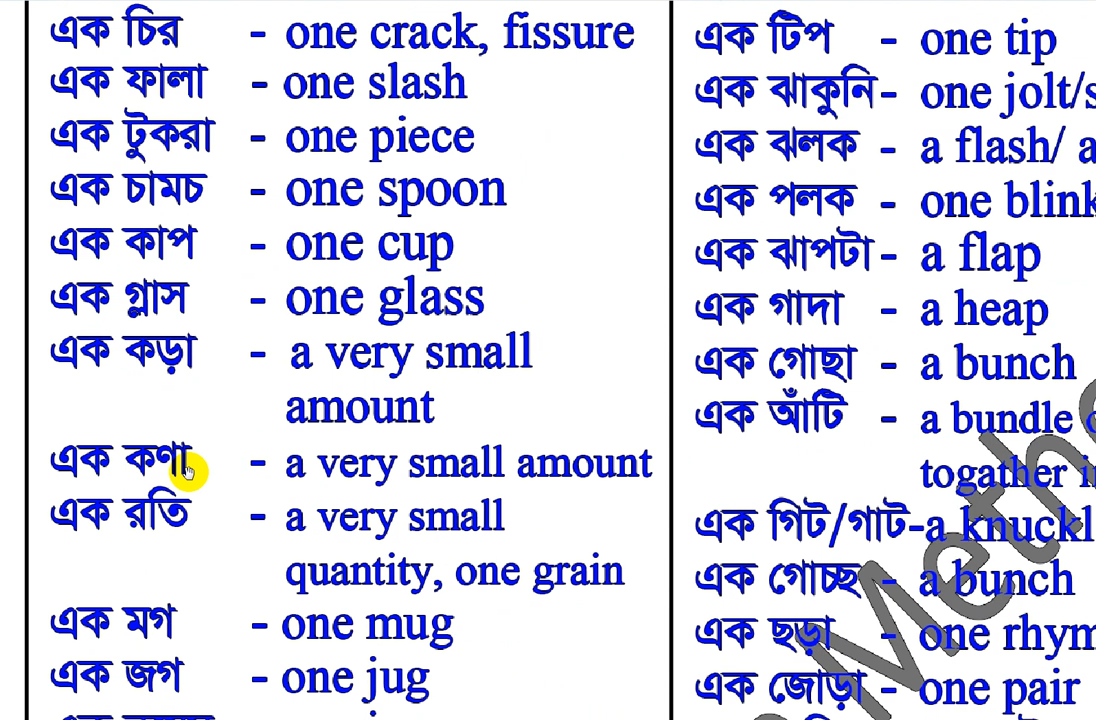 এক চির - one crack, fissure
এক ফালা - one slash
এক টুকরা - one piece
এক চামচ - one spoon
এক কাপ - one cup
এক গ্লাস - one glass
এক কড়া - a very small
amount
এক কণা - a very small amount
এক রতি - a very small
quantity, one grain
এক মগ - one mug
এক জগ - one jug
এক টিপ - one tip
এক ঝাকুনি - one jolt/s
এক ঝলক - a flash/ a
এক পলক - one blink
এক ঝাপটা - a flap
এক গাদা - a heap
এক গোছা - a bunch
এক আঁটি - a bundle
togather i
এক গিট/গাট-a knuckl
এক গোচ্ছ - a bunch
এক ছড়া - one rhym
এক জোড়া - one pair
Metho